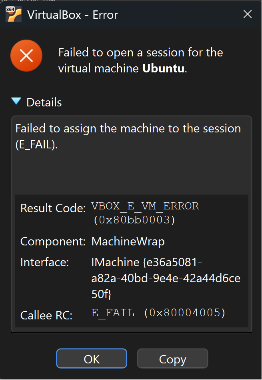 VirtualBox - Error
Failed to open a session for the
virtual machine Ubuntu.
Details
Failed to assign the machine to the session
(E_FAIL).
Result Code: VBOX_E_VM_ERROR
(0x80bb0003)
Component: MachineWrap
Interface: IMachine {e36a5081-
a82a-40bd-9e4e-42a44d6ce
50f}
Callee RC: E_FAIL (0x80004005)
OK
Copy